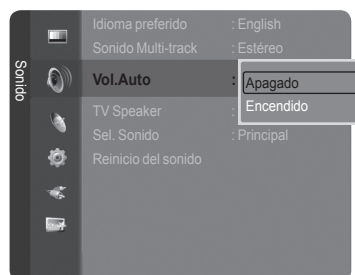 Sonido
Idioma preferido : English
Sonido Multi-track : Estéreo
Vol.Auto :
Apagado
Encendido
TV Speaker :
Sel. Sonido : Principal
Reinicio del sonido